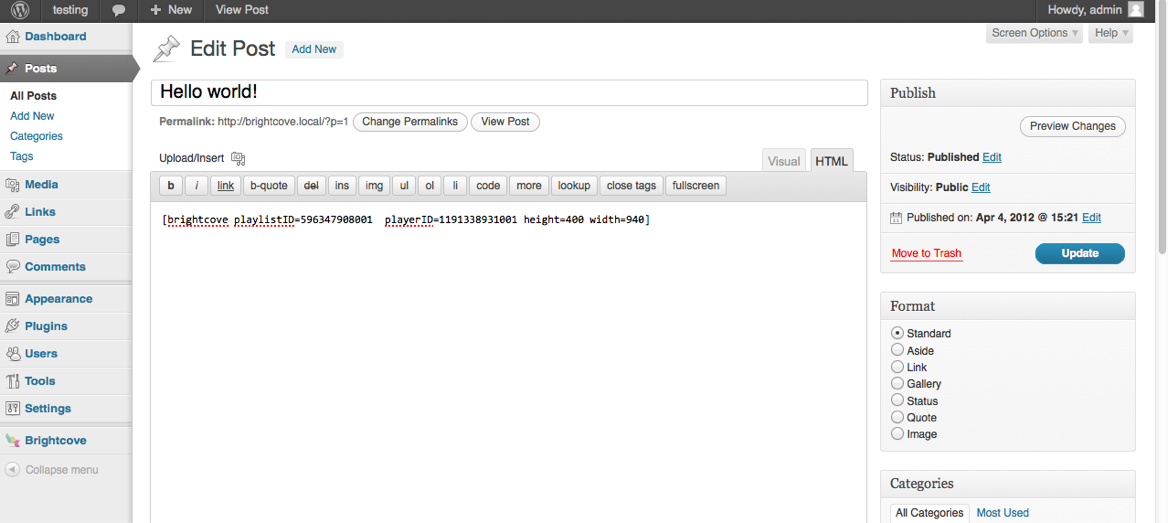 testing New View Post Howdy, admin
Dashboard
Posts
All Posts
Add New
Categories
Tags
Media
Links
Pages
Comments
Appearance
Plugins
Users
Tools
Settings
Brightcove
Collapse menu
Screen Options Help
Edit Post Add New
Hello world!
Permalink: http://brightcove.local/?p=1 Change Permalinks View Post
Upload/Insert Visual HTML
b i link b-quote del ins img ul ol li code more lookup close tags fullscreen
[brightcove playlistID=596347908001  playerID=1191338931001 height=400 width=940]
Publish
Preview Changes
Status: Published Edit
Visibility: Public Edit
Published on: Apr 4, 2012 @ 15:21 Edit
Move to Trash Update
Format
Standard
Aside
Link
Gallery
Status
Quote
Image
Categories
All Categories Most Used